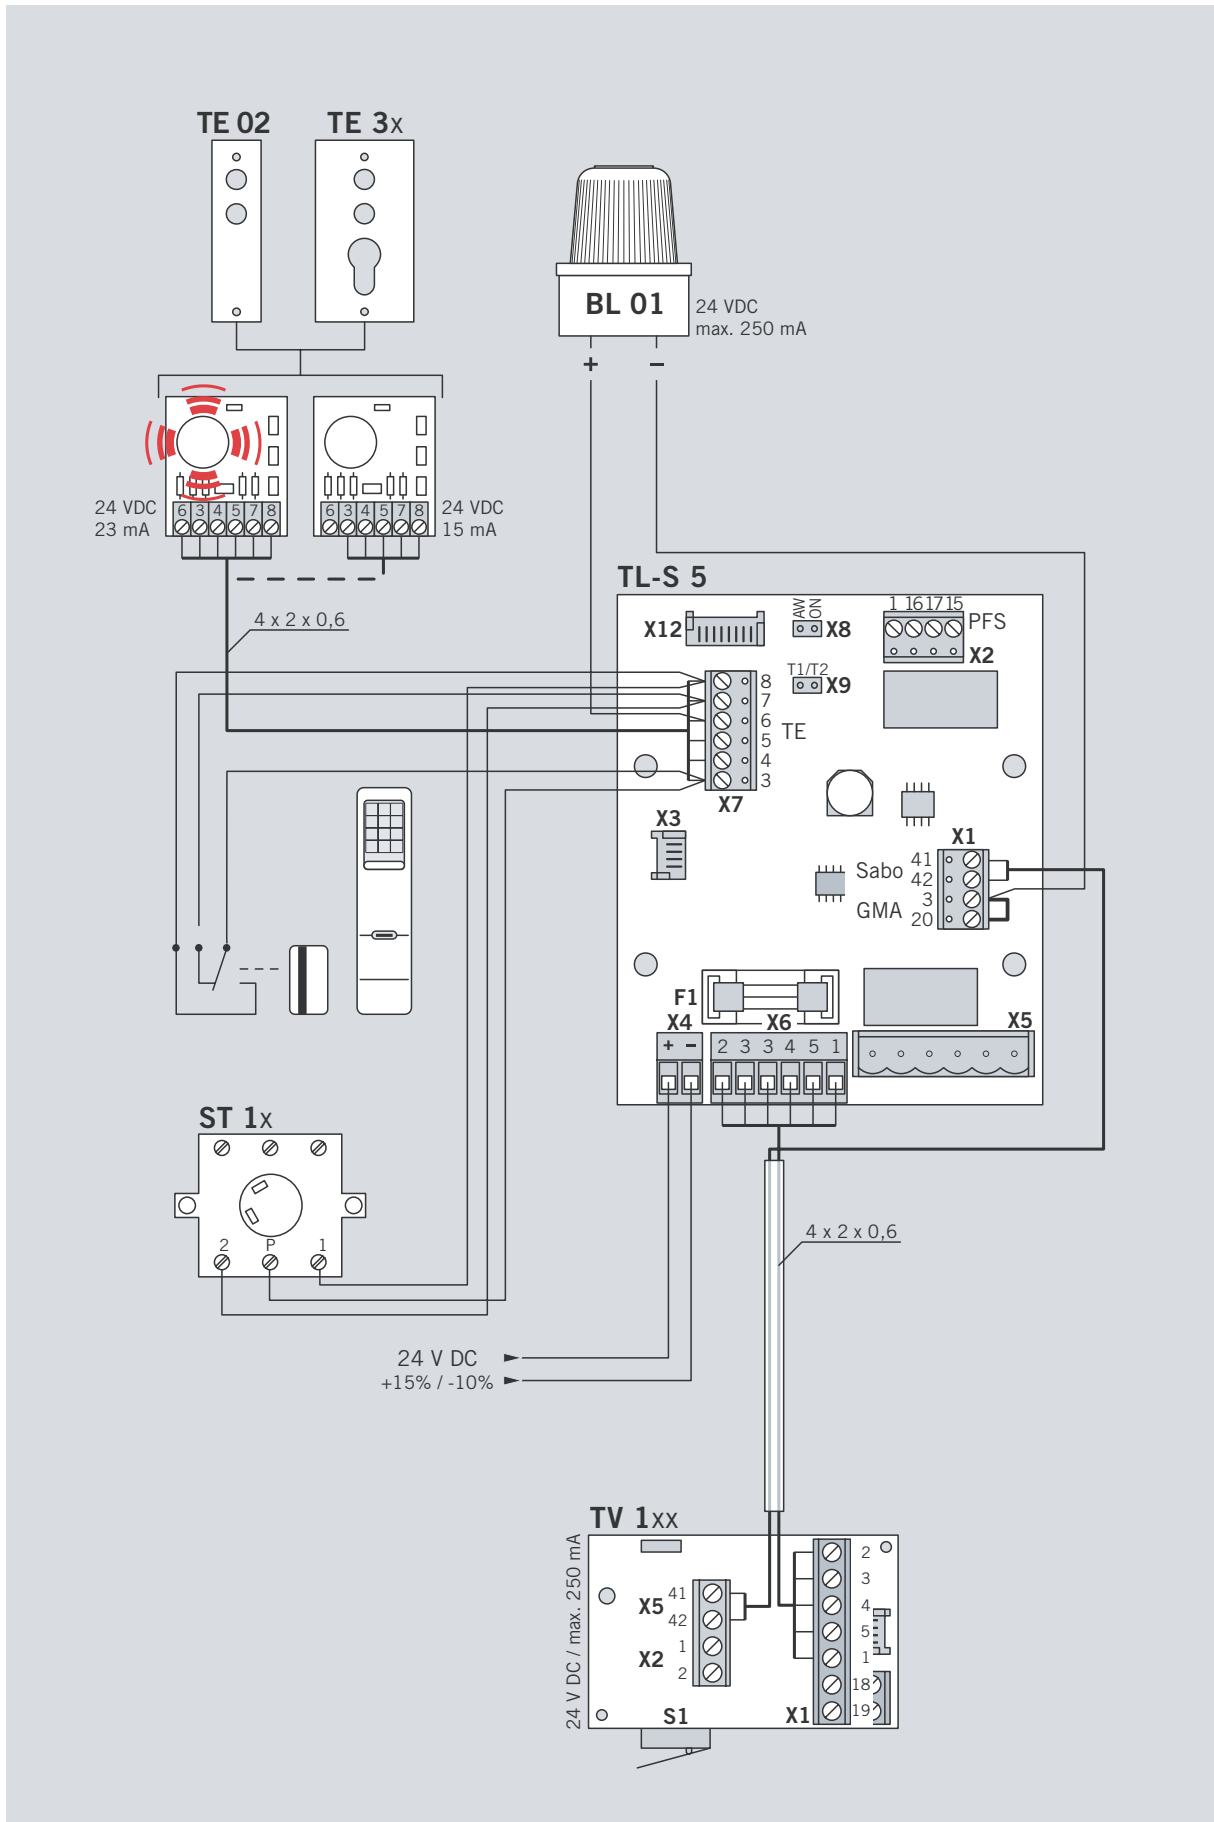 TE 02
TE 3x
BL 01
24 VDC
max. 250 mA
+ −
24 VDC
23 mA
6 3 4 5 7 8
6 3 4 5 7 8
24 VDC
15 mA
4 x 2 x 0,6
TL-S 5
X12
AW
ON
X8
1 16 17 15
PFS
X2
T1/T2
X9
8
7
6
5
4
3
TE
X7
X3
X1
Sabo
GMA
41
42
3
20
F1
X4
X6
X5
+ −
2 3 3 4 5 1
ST 1x
2 P 1
4 x 2 x 0,6
24 V DC
+15% / -10%
TV 1xx
24 V DC / max. 250 mA
X5
41
42
X2
1
2
S1
X1
2
3
4
5
1
18
19